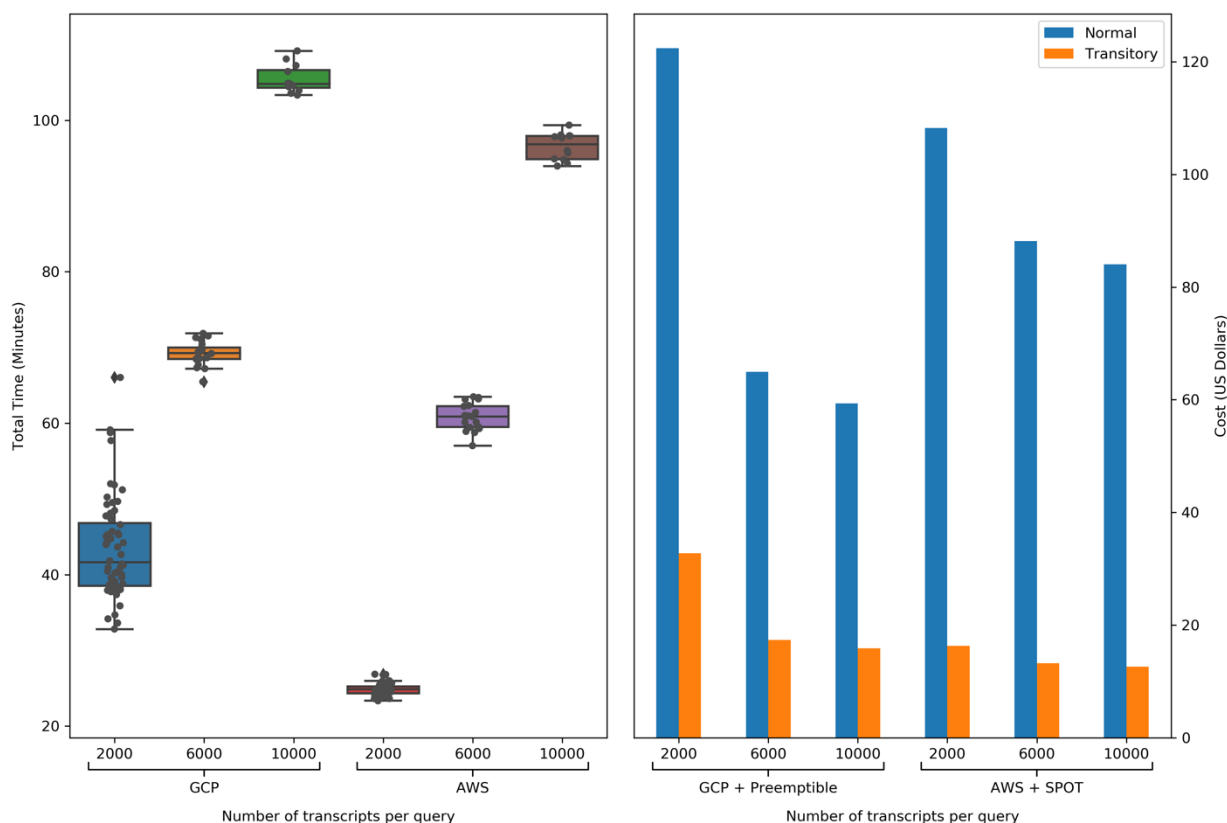 Total Time (Minutes)
100
80
60
40
20
2000 6000 10000 2000 6000 10000
GCP AWS
Number of transcripts per query
Normal
Transitory
120
100
80
60
40
20
0
Cost (US Dollars)
2000 6000 10000 2000 6000 10000
GCP + Preemptible AWS + SPOT
Number of transcripts per query